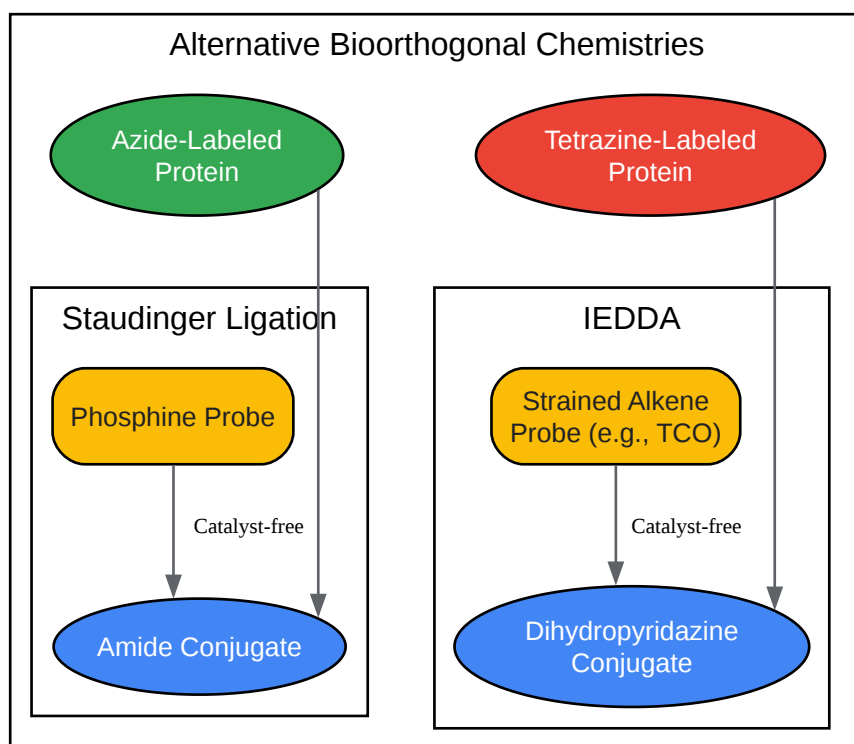 Alternative Bioorthogonal Chemistries
Azide-Labeled
Protein
Tetrazine-Labeled
Protein
Staudinger Ligation
IEDDA
Phosphine Probe
Strained Alkene
Probe (e.g., TCO)
Catalyst-free
Catalyst-free
Amide Conjugate
Dihydropyridazine
Conjugate